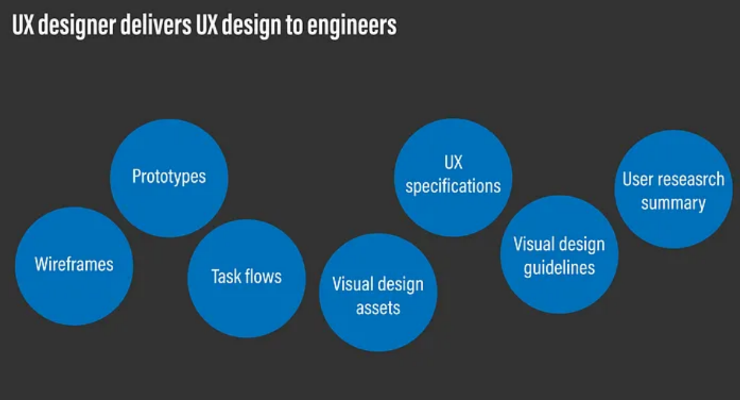 UX designer delivers UX design to engineers
Wireframes
Prototypes
Task flows
Visual design
assets
UX
specifications
Visual design
guidelines
User reseasrch
summary